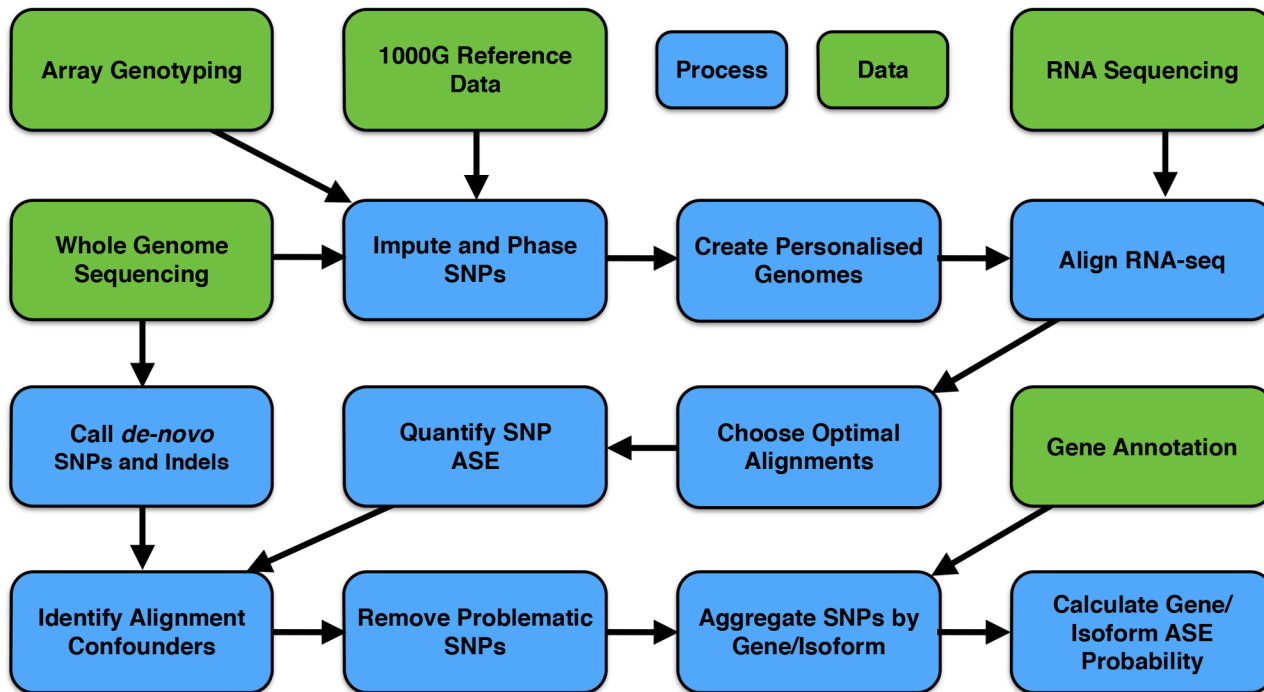 Array Genotyping
1000G Reference
Data
Process
Data
RNA Sequencing
Whole Genome
Sequencing
Impute and Phase
SNPs
Create Personalised
Genomes
Align RNA-seq
Call de-novo
SNPs and Indels
Quantify SNP
ASE
Choose Optimal
Alignments
Gene Annotation
Identify Alignment
Confounders
Remove Problematic
SNPs
Aggregate SNPs by
Gene/Isoform
Calculate Gene/
Isoform ASE
Probability